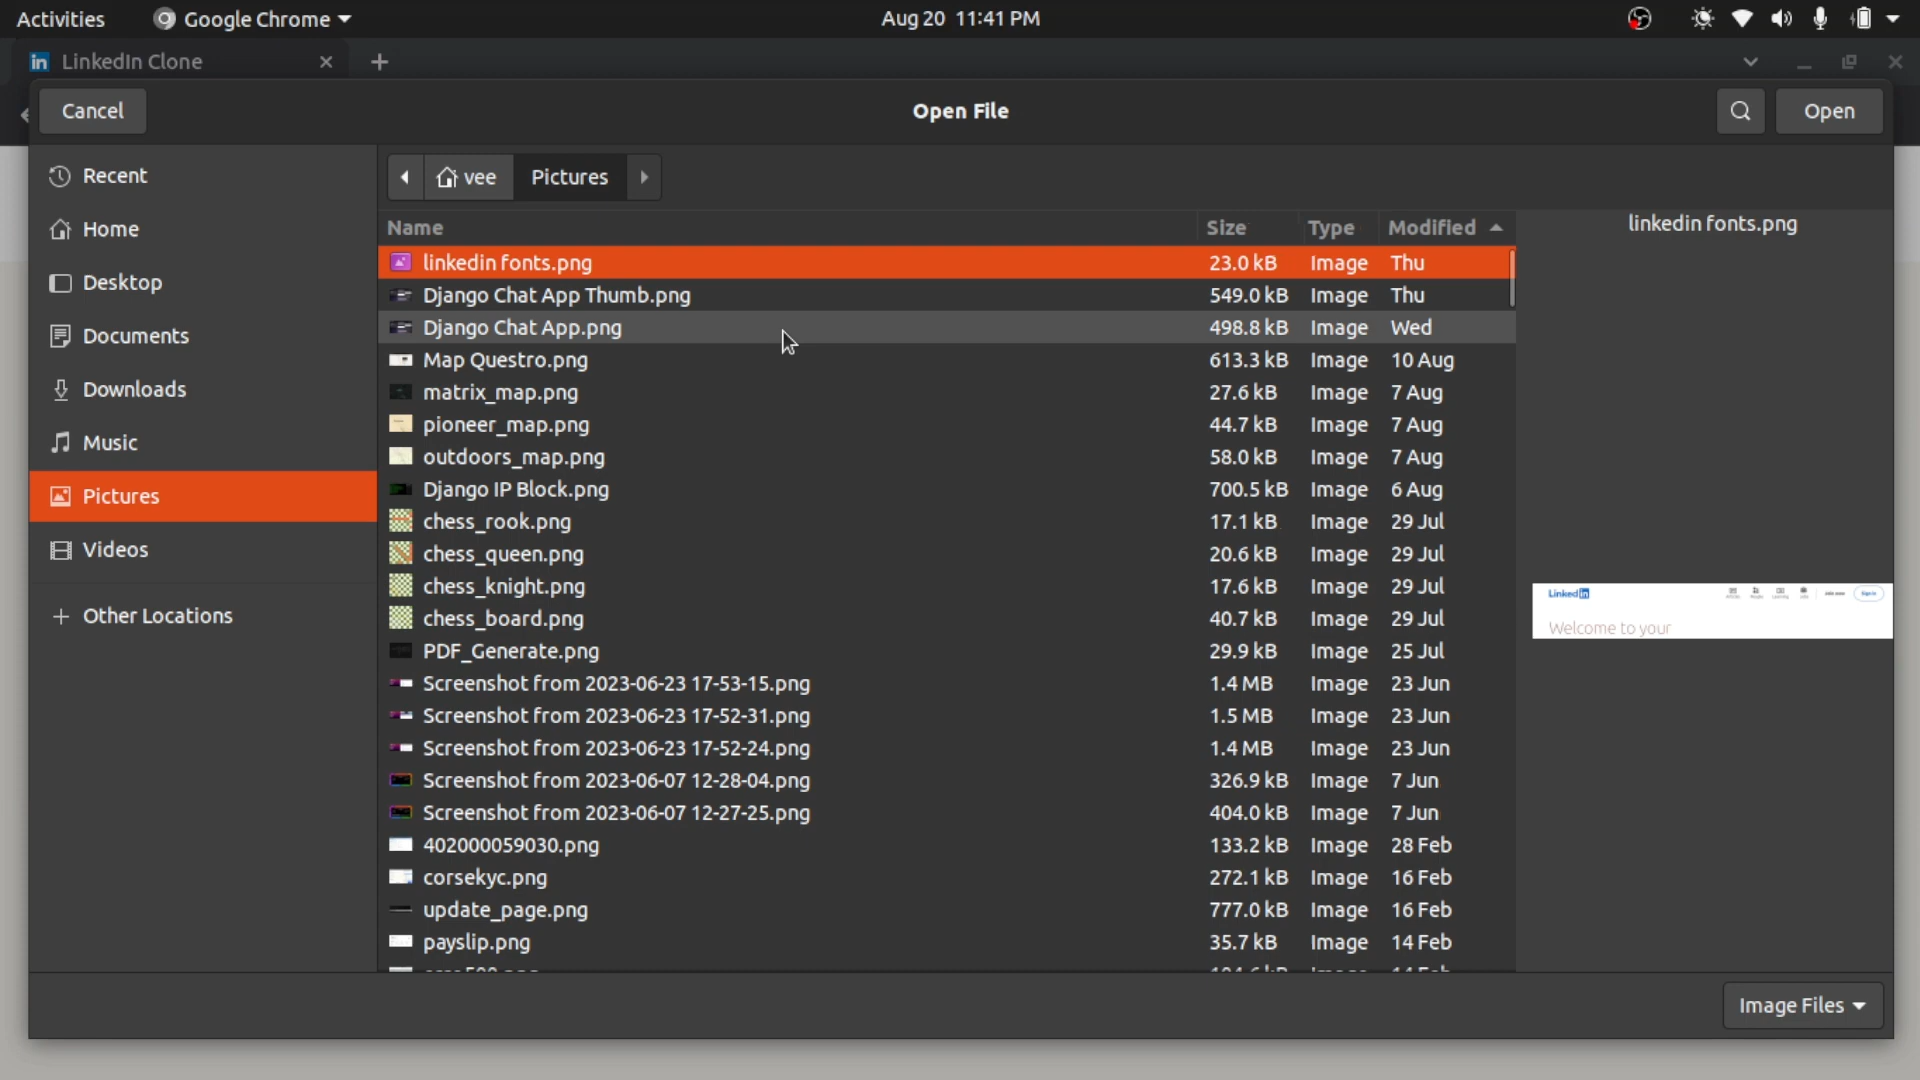 Activities Google Chrome Aug 20 11:41 PM
in LinkedIn Clone
Cancel Open File Open
Recent
Home
Desktop
Documents
Downloads
Music
Pictures
Videos
Other Locations
vee Pictures
Name Size Type Modified
linkedin fonts.png 23.0 kB Image Thu
Django Chat App Thumb.png 549.0 kB Image Thu
Django Chat App.png 498.8 kB Image Wed
Map Questro.png 613.3 kB Image 10 Aug
matrix_map.png 27.6 kB Image 7 Aug
pioneer_map.png 44.7 kB Image 7 Aug
outdoors_map.png 58.0 kB Image 7 Aug
Django IP Block.png 700.5 kB Image 6 Aug
chess_rook.png 17.1 kB Image 29 Jul
chess_queen.png 20.6 kB Image 29 Jul
chess_knight.png 17.6 kB Image 29 Jul
chess_board.png 40.7 kB Image 29 Jul
PDF_Generate.png 29.9 kB Image 25 Jul
Screenshot from 2023-06-23 17-53-15.png 1.4 MB Image 23 Jun
Screenshot from 2023-06-23 17-52-31.png 1.5 MB Image 23 Jun
Screenshot from 2023-06-23 17-52-24.png 1.4 MB Image 23 Jun
Screenshot from 2023-06-07 12-28-04.png 326.9 kB Image 7 Jun
Screenshot from 2023-06-07 12-27-25.png 404.0 kB Image 7 Jun
402000059030.png 133.2 kB Image 28 Feb
corsekyc.png 272.1 kB Image 16 Feb
update_page.png 777.0 kB Image 16 Feb
payslip.png 35.7 kB Image 14 Feb
linkedin fonts.png
Linked in
Join now Sign in
Welcome to your
Image Files